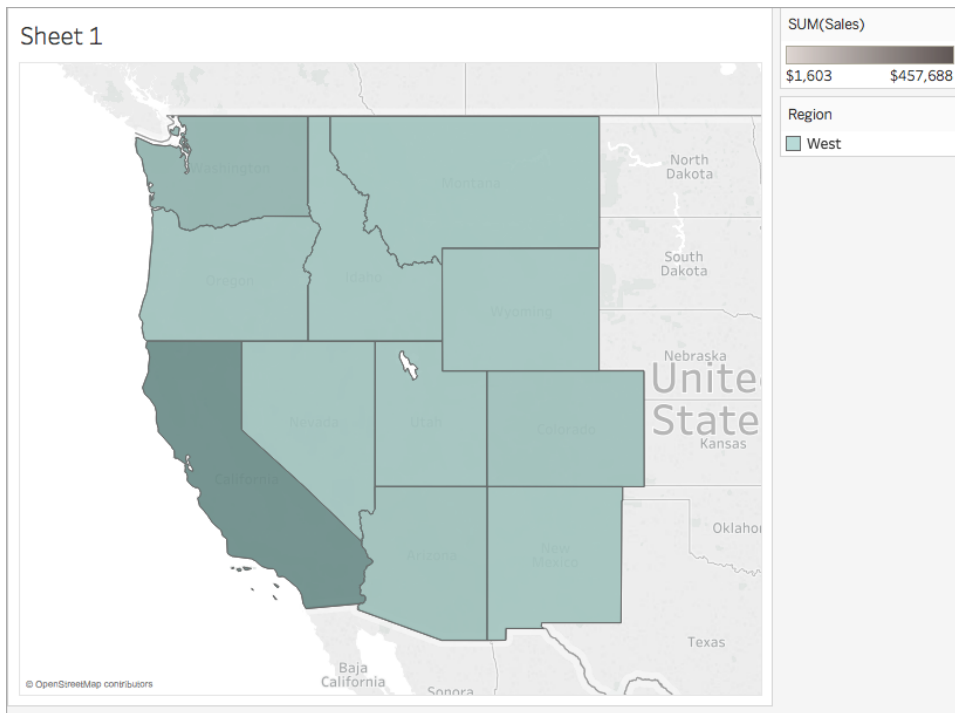 Sheet 1
SUM(Sales)
$1,603 $457,688
Region
West
Washington
Montana
North
Dakota
Oregon
Idaho
South
Dakota
Wyoming
Nebraska
Unite
State
Nevada
Utah
Colorado
Kansas
California
Arizona
New
Mexico
Oklahor
Texas
Baja
California
Sonora
© OpenStreetMap contributors